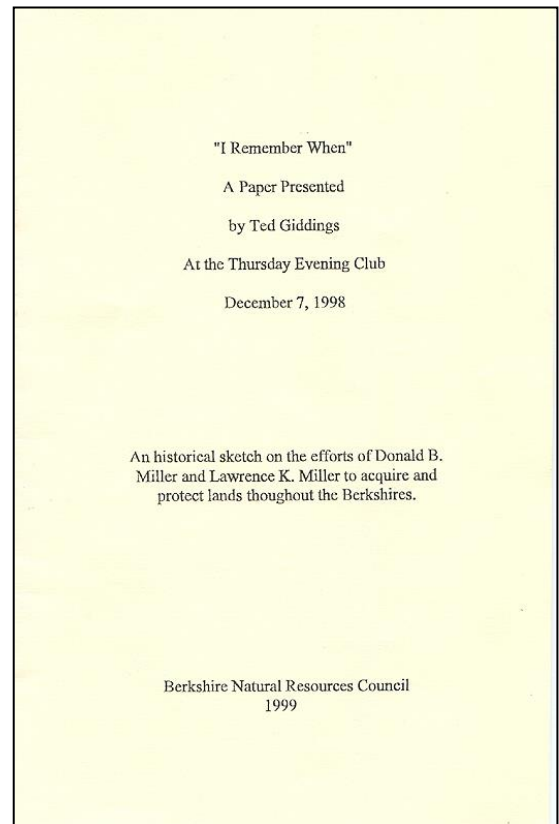 "I Remember When"
A Paper Presented
by Ted Giddings
At the Thursday Evening Club
December 7, 1998
An historical sketch on the efforts of Donald B.
Miller and Lawrence K. Miller to acquire and
protect lands thoughout the Berkshires.
Berkshire Natural Resources Council
1999